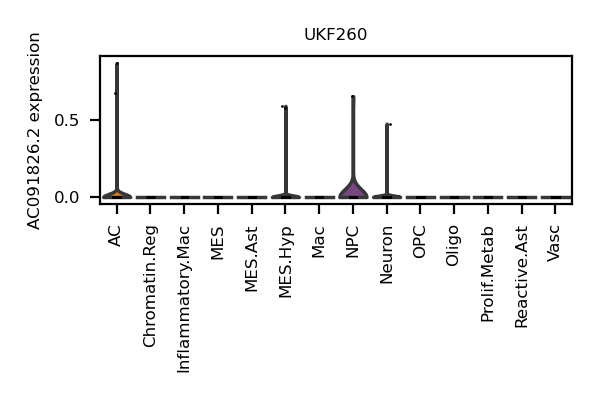 UKF260
AC091826.2 expression
0.5
0.0
AC
Chromatin.Reg
Inflammatory.Mac
MES
MES.Ast
MES.Hyp
Mac
NPC
Neuron
OPC
Oligo
Prolif.Metab
Reactive.Ast
Vasc